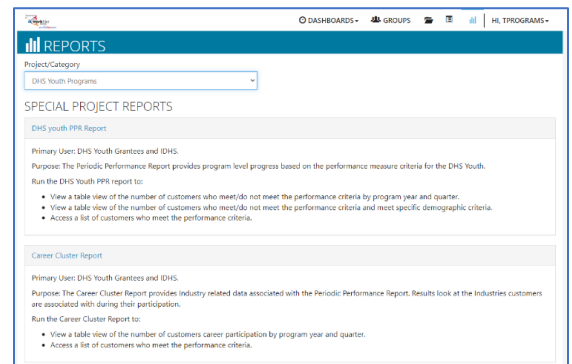 DASHBOARDS GROUPS HI, TPROGRAMS
REPORTS
Project/Category
DHS Youth Programs
SPECIAL PROJECT REPORTS
DHS youth PPR Report
Primary User: DHS Youth Grantees and IDHS.
Purpose: The Periodic Performance Report provides program level progress based on the performance measure criteria for the DHS Youth.
Run the DHS Youth PPR report to:
• View a table view of the number of customers who meet/do not meet the performance criteria by program year and quarter.
• View a table view of the number of customers who meet/do not meet the performance criteria and meet specific demographic criteria.
• Access a list of customers who meet the performance criteria.
Career Cluster Report
Primary User: DHS Youth Grantees and IDHS.
Purpose: The Career Cluster Report provides Industry related data associated with the Periodic Performance Report. Results look at the Industries customers
are associated with during their participation.
Run the Career Cluster Report to:
• View a table view of the number of customers career participation by program year and quarter.
• Access a list of customers who meet the performance criteria.